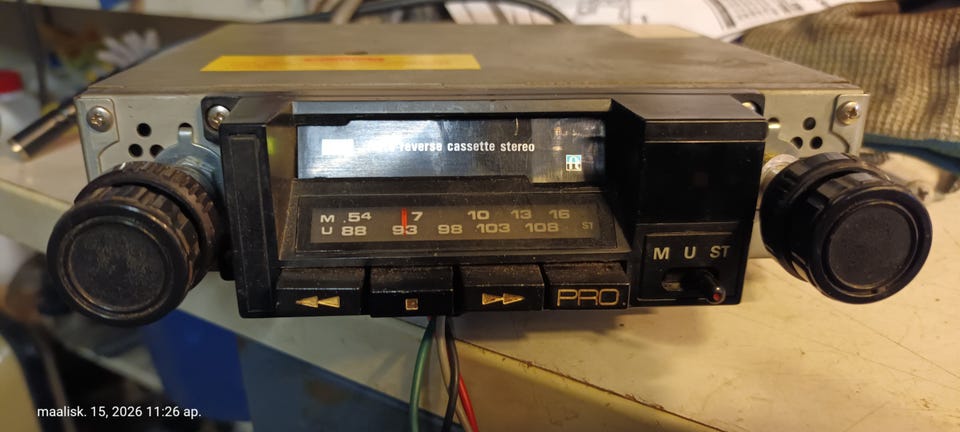 reverse cassette stereo
M .54 7 10 13 16
U 88 93 98 103 108 ST
M U ST
PRO.
maalisk. 15, 2026 11:26 ap.